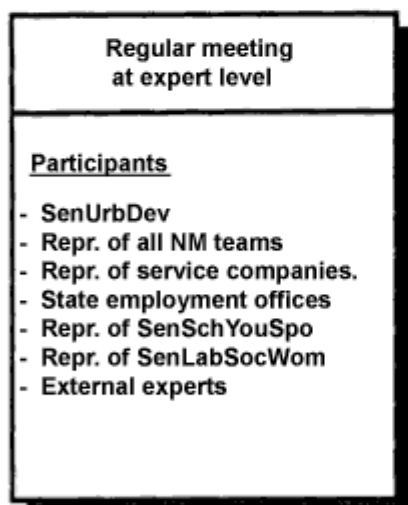 Regular meeting
at expert level
Participants
- SenUrbDev
- Repr. of all NM teams
- Repr. of service companies.
- State employment offices
- Repr. of SenSchYouSpo
- Repr. of SenLabSocWom
- External experts